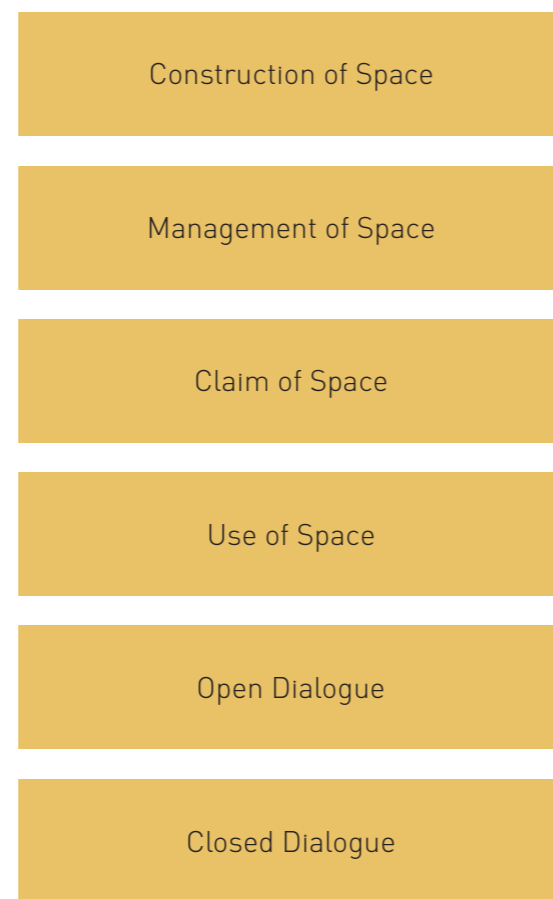 Construction of Space
Management of Space
Claim of Space
Use of Space
Open Dialogue
Closed Dialogue